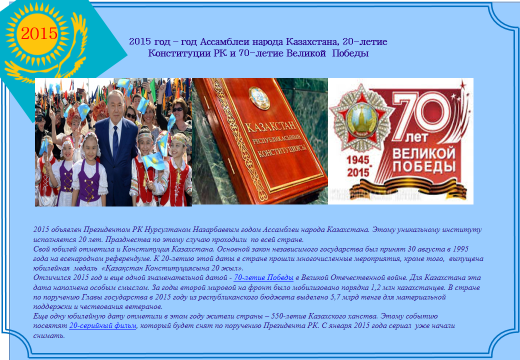 2015
2015 год – год Ассамблеи народа Казахстана, 20-летие
Конституции РК и 70-летие Великой Победы
ҚАЗАҚСТАН
РЕСПУБЛИКАСЫНЫҢ
КОНСТИТУЦИЯСЫ
70
ЛЕТ
1945
2015
ВЕЛИКОЙ
ПОБЕДЫ
2015 объявлен Президентом РК Нурсултаном Назарбаевым годом Ассамблеи народа Казахстана. Этому уникальному институту
исполняется 20 лет. Празднества по этому случаю проходили по всей стране.
Свой юбилей отметила и Конституция Казахстана. Основной закон независимого государства был принят 30 августа в 1995
года на всенародном референдуме. К 20-летию этой даты в стране прошли многочисленные мероприятия, кроме того, выпущена
юбилейная медаль «Казақстан Конституциясына 20 жыл».
Отличился 2015 год и еще одной знаменательной датой - 70-летие Победы в Великой Отечественной войне. Для Казахстана эта
дата наполнена особым смыслом. За годы второй мировой на фронт было мобилизовано порядка 1,2 млн казахстанцев. В стране
по поручению Главы государства в 2015 году из республиканского бюджета выделено 5,7 млрд тенге для материальной
поддержки и чествования ветеранов.
Еще одну юбилейную дату отметили в этом году жители страны – 550-летие Казахского ханства. Этому событию
посвятят 20-серийный фильм, который будет снят по поручению Президента РК. С января 2015 года сериал уже начали
снимать.